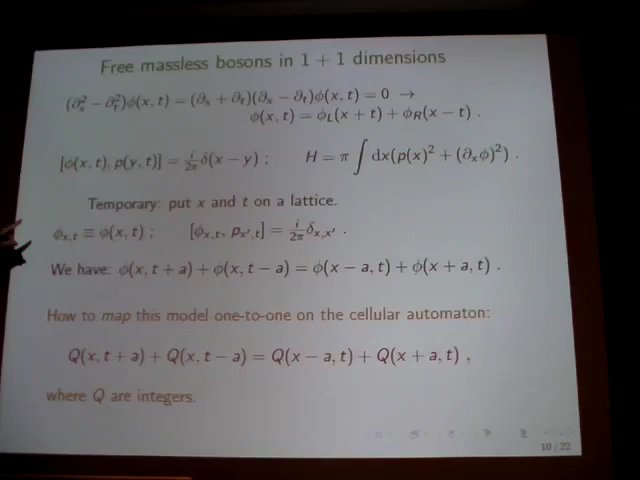 Free massless bosons in 1 + 1 dimensions
(∂ₓ² − ∂ₜ²)ϕ(x, t) = (∂ₓ + ∂ₜ)(∂ₓ − ∂ₜ)ϕ(x, t) = 0 →
ϕ(x, t) = ϕ_L(x + t) + ϕ_R(x − t) .
[ϕ(x, t), p(y, t)] = i/2π δ(x − y) ; H = π ∫ dx(p(x)² + (∂ₓϕ)²) .
Temporary: put x and t on a lattice.
ϕ_{x,t} ≡ ϕ(x, t) ; [ϕ_{x,t}, p_{x′,t}] = i/2π δ_{x,x′} .
We have: ϕ(x, t + a) + ϕ(x, t − a) = ϕ(x − a, t) + ϕ(x + a, t) .
How to map this model one-to-one on the cellular automaton:
Q(x, t + a) + Q(x, t − a) = Q(x − a, t) + Q(x + a, t) ,
where Q are integers.
10 / 22